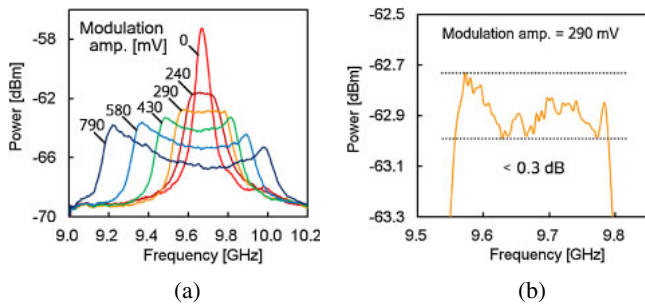 Modulation
amp. [mV]
0
240
290
430
580
790
Power [dBm]
-58
-62
-66
-70
9.0 9.2 9.4 9.6 9.8 10.0 10.2
Frequency [GHz]
(a)
Modulation amp. = 290 mV
< 0.3 dB
Power [dBm]
-62.5
-62.7
-62.9
-63.1
-63.3
9.5 9.6 9.7 9.8
Frequency [GHz]
(b)